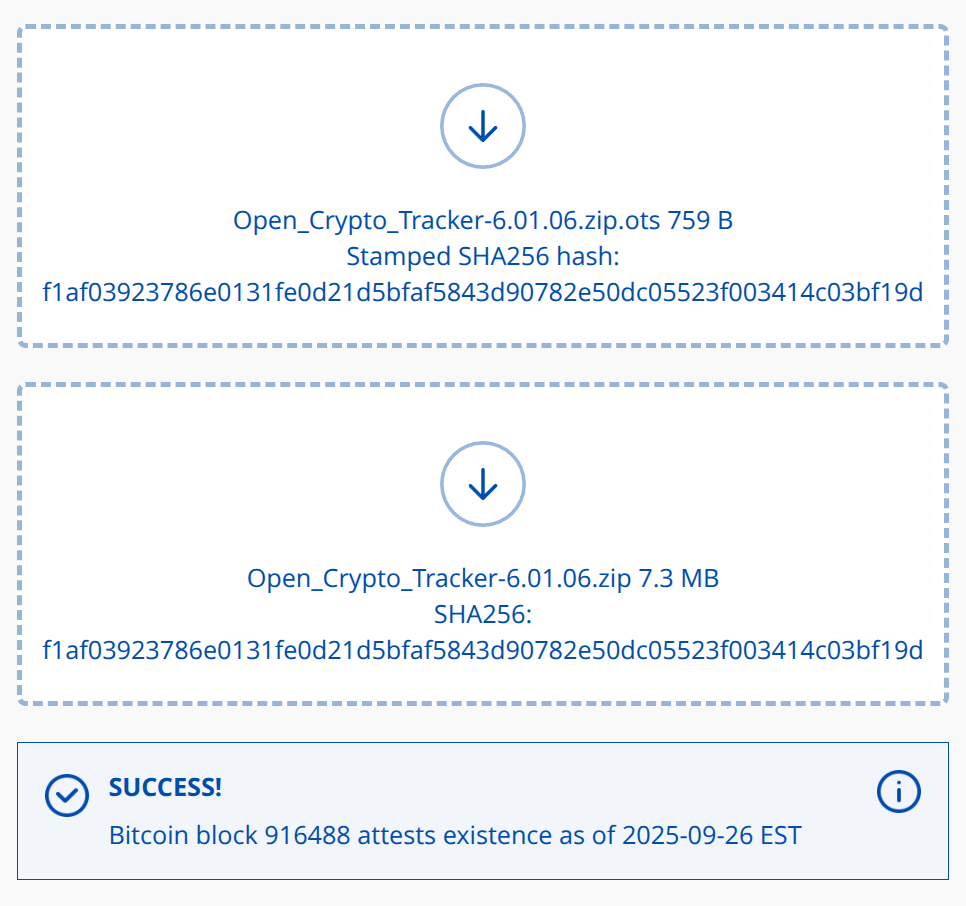 Open_Crypto_Tracker-6.01.06.zip.ots 759 B
Stamped SHA256 hash:
f1af03923786e0131fe0d21d5bfaf5843d90782e50dc05523f003414c03bf19d
Open_Crypto_Tracker-6.01.06.zip 7.3 MB
SHA256:
f1af03923786e0131fe0d21d5bfaf5843d90782e50dc05523f003414c03bf19d
SUCCESS!
Bitcoin block 916488 attests existence as of 2025-09-26 EST